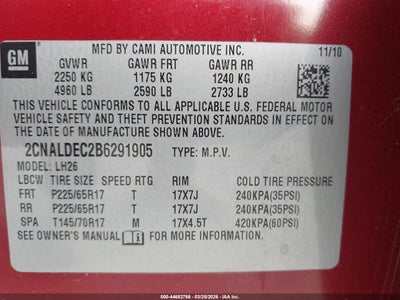 GM
MFD BY CAMI AUTOMOTIVE INC. 11/10
GVWR GAWR FRT GAWR RR
2250 KG 1175 KG 1240 KG
4960 LB 2590 LB 2733 LB
THIS VEHICLE CONFORMS TO ALL APPLICABLE U.S. FEDERAL MOTOR
VEHICLE SAFETY AND THEFT PREVENTION STANDARDS IN EFFECT ON
THE DATE OF MANUFACTURE SHOWN ABOVE.
2CNALDEC2B6291905 TYPE: M.P.V.
MODEL: LH26
LBCW TIRE SIZE SPEED RTG RIM COLD TIRE PRESSURE
FRT P225/65R17 T 17X7J 240KPA(35PSI)
RR P225/65R17 T 17X7J 240KPA(35PSI)
SPA T145/70R17 M 17X4.5T 420KPA(60PSI)
SEE OWNER'S MANUAL FOR MORE INFORMATION.
000-44682766 - 03/29/2026 - IAA Inc.